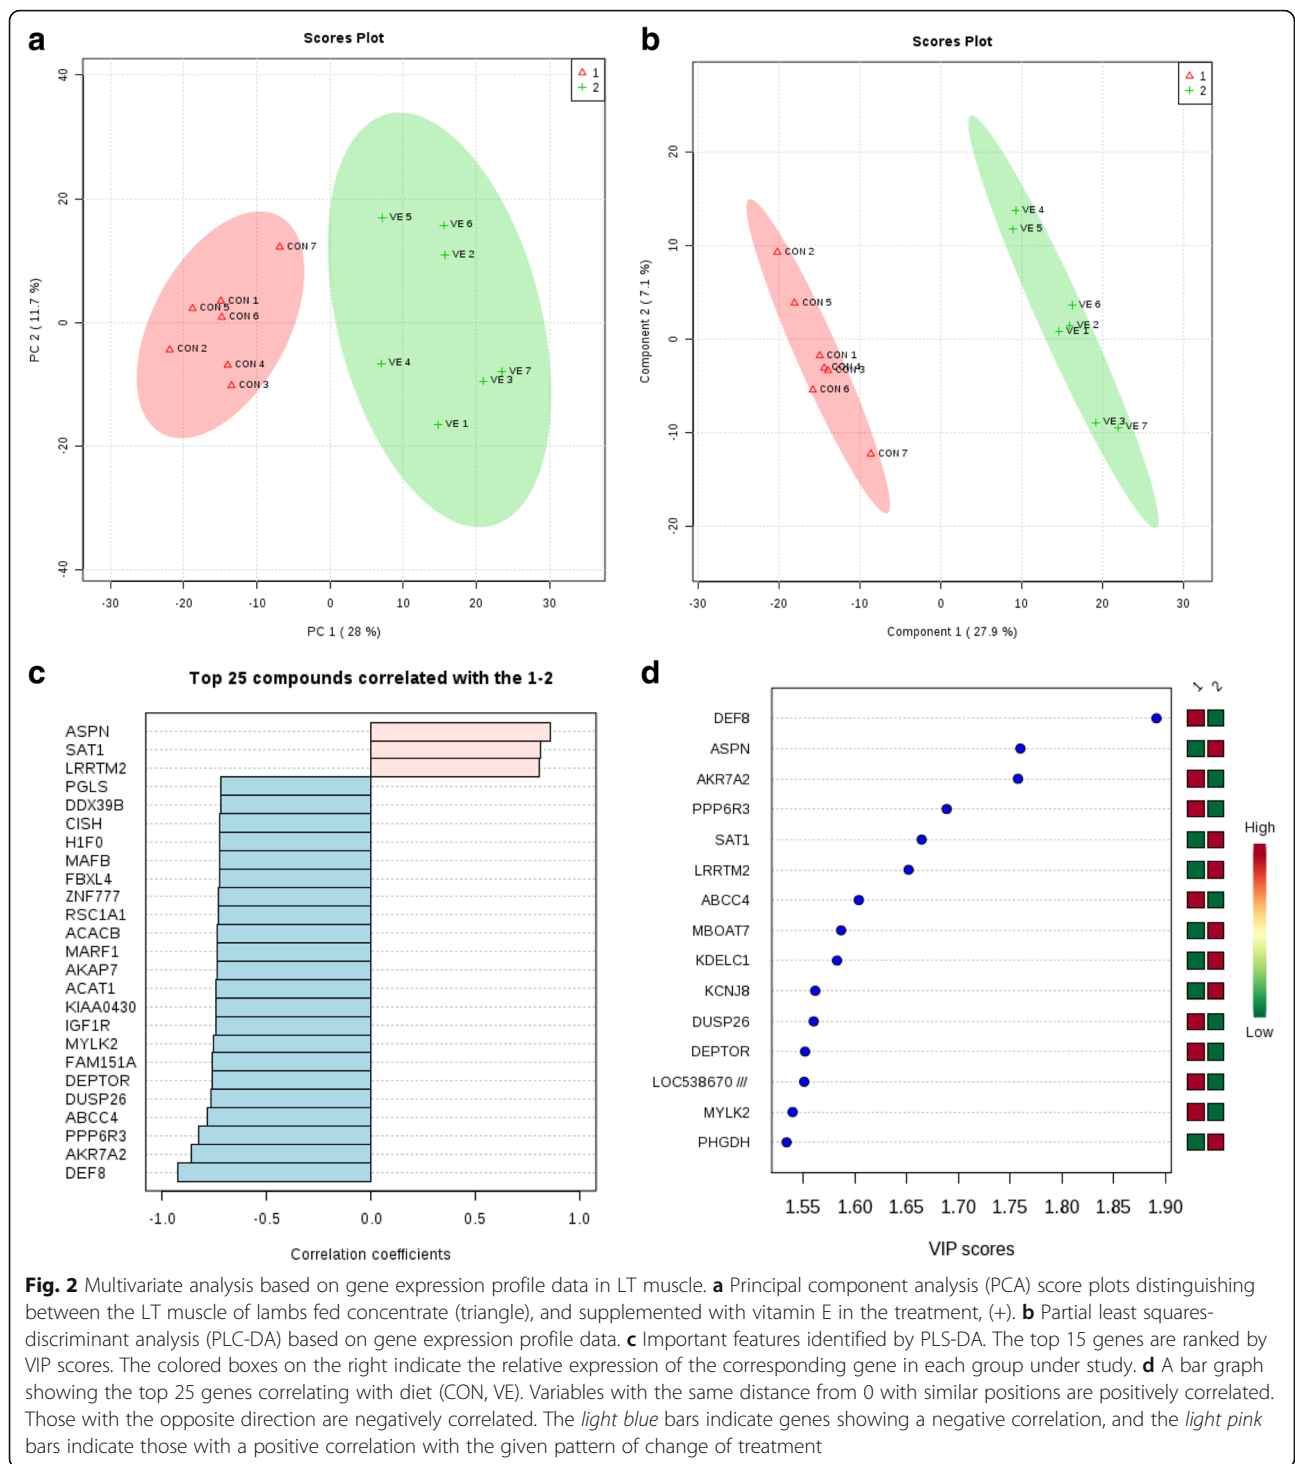 a
Scores Plot
1
2
40
20
0
-20
-40
PC 2 ( 11.7 %)
CON 7
CON 1
CON 5
CON 6
CON 2
CON 4
CON 3
VE 5
VE 6
VE 2
VE 4
VE 7
VE 3
VE 1
-30 -20 -10 0 10 20 30
PC 1 ( 28 %)
b
Scores Plot
1
2
20
10
0
-10
-20
Component 2 ( 7.1 %)
CON 2
CON 5
CON 1
CON 4
CON 3
CON 6
CON 7
VE 4
VE 5
VE 6
VE 2
VE 1
VE 3
VE 7
-30 -20 -10 0 10 20 30
Component 1 ( 27.9 %)
c
Top 25 compounds correlated with the 1-2
ASPN
SAT1
LRRTM2
PGLS
DDX39B
CISH
H1F0
MAFB
FBXL4
ZNF777
RSC1A1
ACACB
MARF1
AKAP7
ACAT1
KIAA0430
IGF1R
MYLK2
FAM151A
DEPTOR
DUSP26
ABCC4
PPP6R3
AKR7A2
DEF8
-1.0 -0.5 0.0 0.5 1.0
Correlation coefficients
d
1 2
DEF8
ASPN
AKR7A2
PPP6R3
SAT1
LRRTM2
ABCC4
MBOAT7
KDELC1
KCNJ8
DUSP26
DEPTOR
LOC538670 ///
MYLK2
PHGDH
High
Low
1.55 1.60 1.65 1.70 1.75 1.80 1.85 1.90
VIP scores
Fig. 2 Multivariate analysis based on gene expression profile data in LT muscle. a Principal component analysis (PCA) score plots distinguishing
between the LT muscle of lambs fed concentrate (triangle), and supplemented with vitamin E in the treatment, (+). b Partial least squares-
discriminant analysis (PLC-DA) based on gene expression profile data. c Important features identified by PLS-DA. The top 15 genes are ranked by
VIP scores. The colored boxes on the right indicate the relative expression of the corresponding gene in each group under study. d A bar graph
showing the top 25 genes correlating with diet (CON, VE). Variables with the same distance from 0 with similar positions are positively correlated.
Those with the opposite direction are negatively correlated. The light blue bars indicate genes showing a negative correlation, and the light pink
bars indicate those with a positive correlation with the given pattern of change of treatment